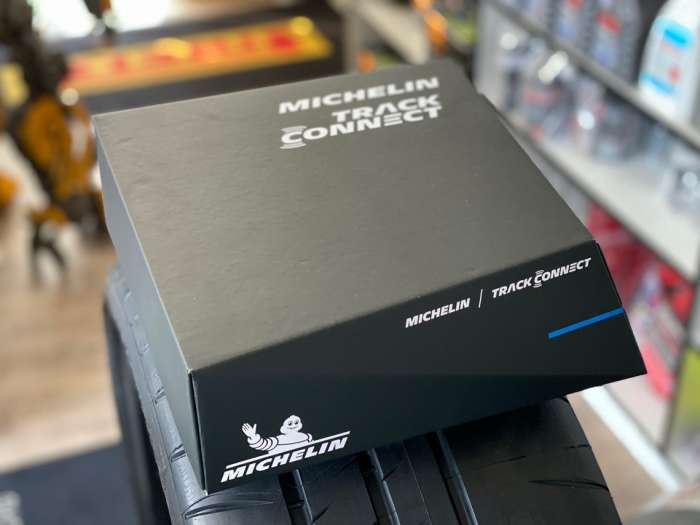 MICHELIN
TRACK
CONNECT
MICHELIN | TRACK CONNECT
MICHELIN